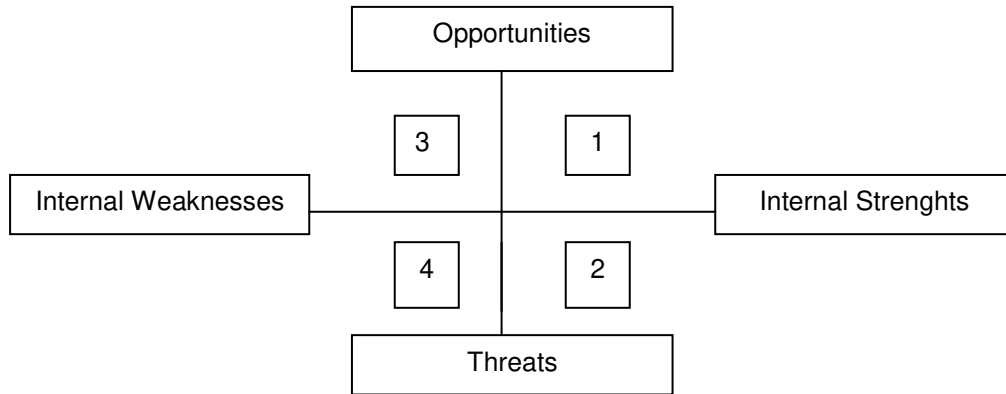 Opportunities
3
1
Internal Weaknesses
Internal Strenghts
4
2
Threats